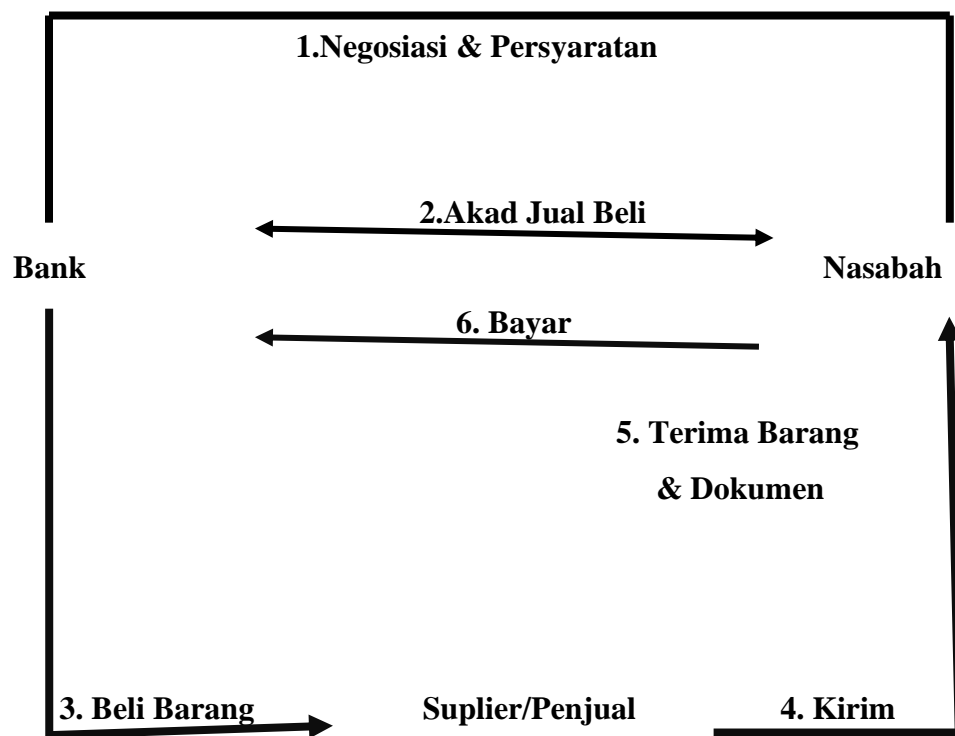 1.Negosiasi & Persyaratan
2.Akad Jual Beli
Bank
Nasabah
6. Bayar
5. Terima Barang
& Dokumen
3. Beli Barang
Suplier/Penjual
4. Kirim